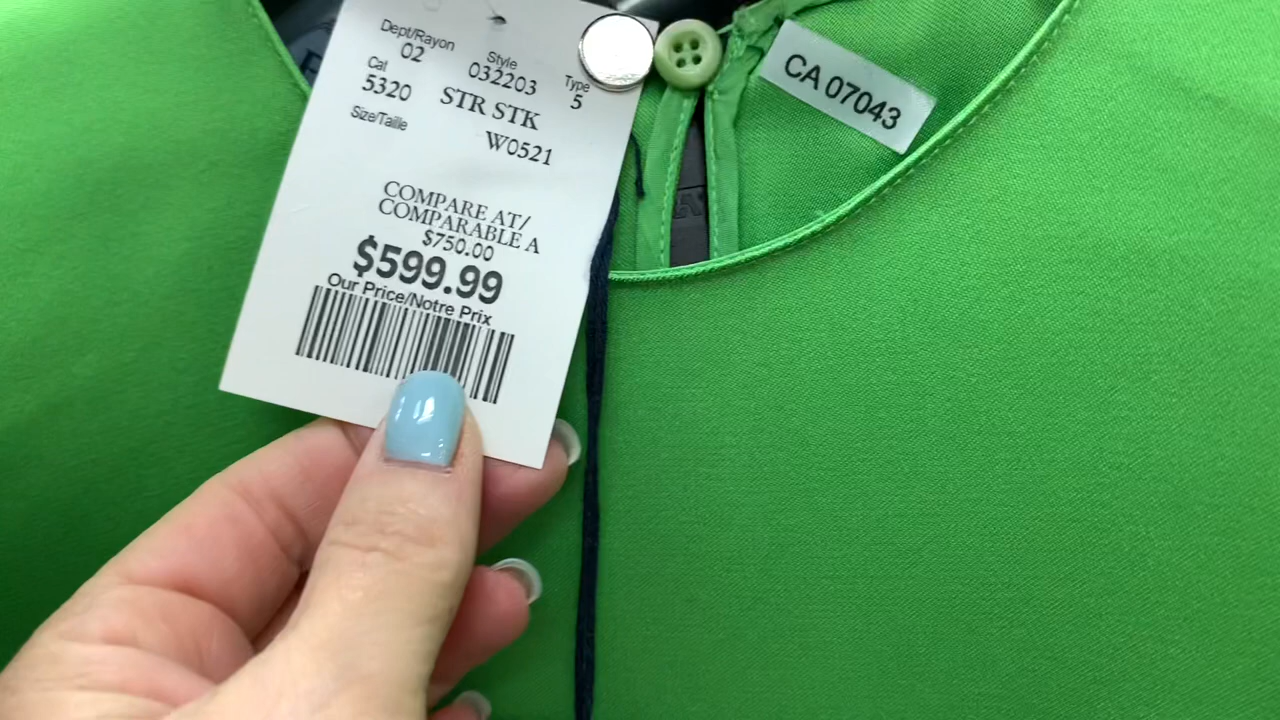 Dept/Rayon
02
Style
032203
Type
5
Cat
5320
STR STK
Size/Taille
W0521
COMPARE AT/
COMPARABLE A
$750.00
$599.99
Our Price/Notre Prix
CA 07043